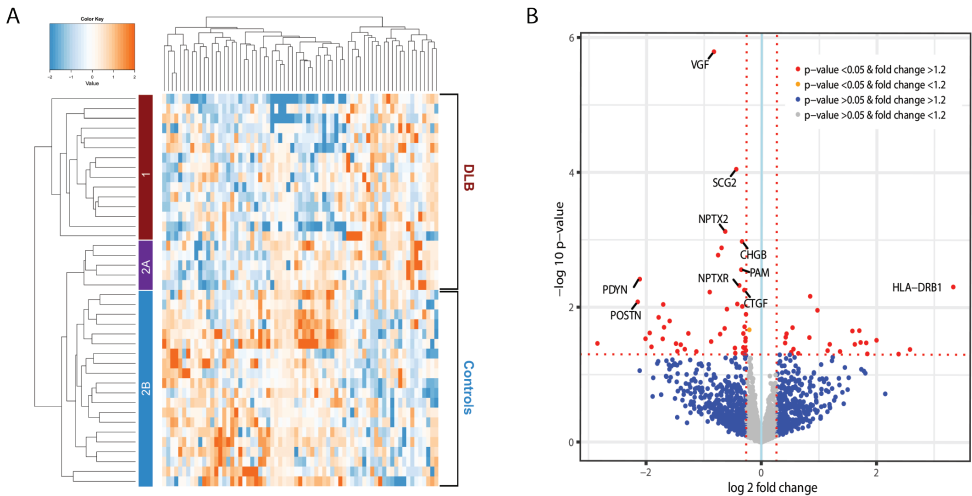 A
Color Key
−2 −1 0 1 2
Value
1
2A
2B
DLB
Controls
B
6
4
2
0
−log 10 p−value
−2 0 2
log 2 fold change
p−value <0.05 & fold change >1.2
p−value <0.05 & fold change <1.2
p−value >0.05 & fold change >1.2
p−value >0.05 & fold change <1.2
VGF
SCG2
NPTX2
CHGB
PAM
NPTXR
CTGF
PDYN
POSTN
HLA−DRB1